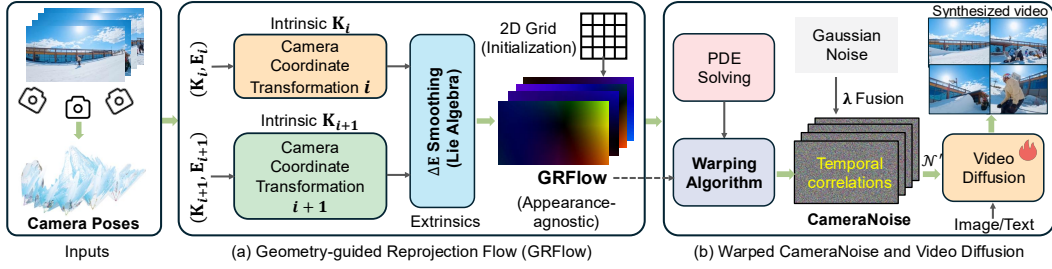 Camera Poses
Inputs
(K_i, E_i)
(K_{i+1}, E_{i+1})
Intrinsic K_i
Camera
Coordinate
Transformation i
Intrinsic K_{i+1}
Camera
Coordinate
Transformation
i + 1
ΔE Smoothing
(Lie Algebra)
Extrinsics
2D Grid
(Initialization)
GRFlow
(Appearance-
agnostic)
(a) Geometry-guided Reprojection Flow (GRFlow)
PDE
Solving
Warping
Algorithm
Gaussian
Noise
λ Fusion
Temporal
correlations
CameraNoise
𝒩′
Synthesized video
Video
Diffusion
Image/Text
(b) Warped CameraNoise and Video Diffusion